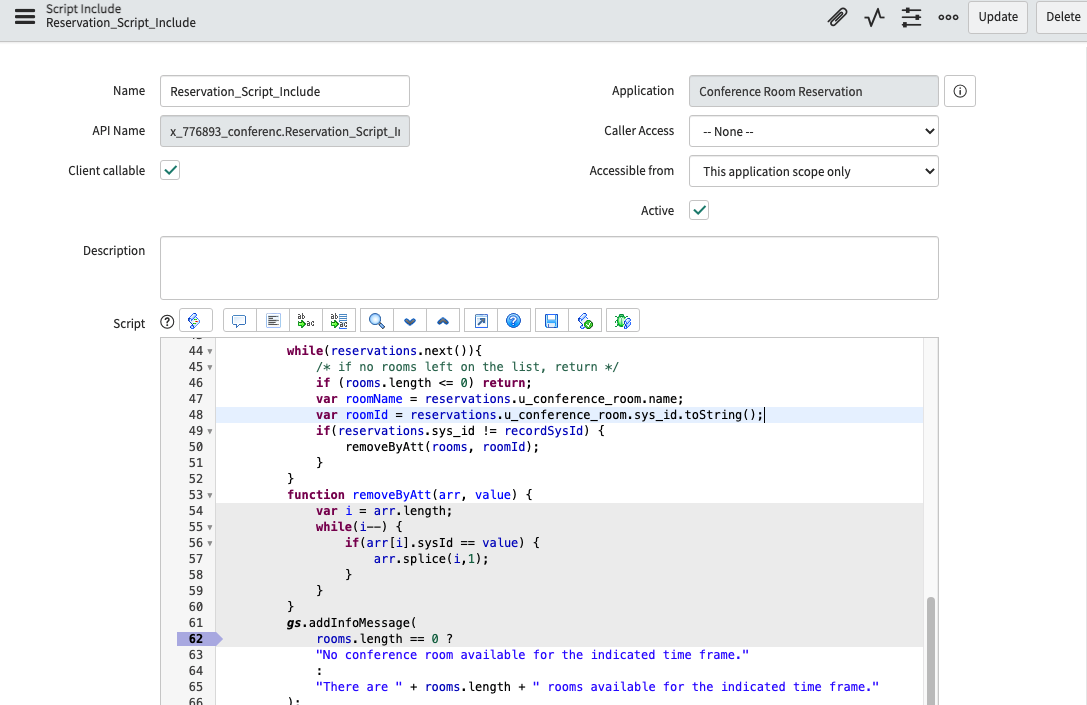 Script Include
Reservation_Script_Include
Update
Delete
Name
Reservation_Script_Include
Application
Conference Room Reservation
API Name
x_776893_conferenc.Reservation_Script_I
Caller Access
-- None --
Client callable
Accessible from
This application scope only
Active
Description
Script
44 while(reservations.next()){
45 /* if no rooms left on the list, return */
46 if (rooms.length <= 0) return;
47 var roomName = reservations.u_conference_room.name;
48 var roomId = reservations.u_conference_room.sys_id.toString();
49 if(reservations.sys_id != recordSysId) {
50 removeByAtt(rooms, roomId);
51 }
52 }
53 function removeByAtt(arr, value) {
54 var i = arr.length;
55 while(i--) {
56 if(arr[i].sysId == value) {
57 arr.splice(i,1);
58 }
59 }
60 }
61 gs.addInfoMessage(
62 rooms.length == 0 ?
63 "No conference room available for the indicated time frame."
64 :
65 "There are " + rooms.length + " rooms available for the indicated time frame."
66 );